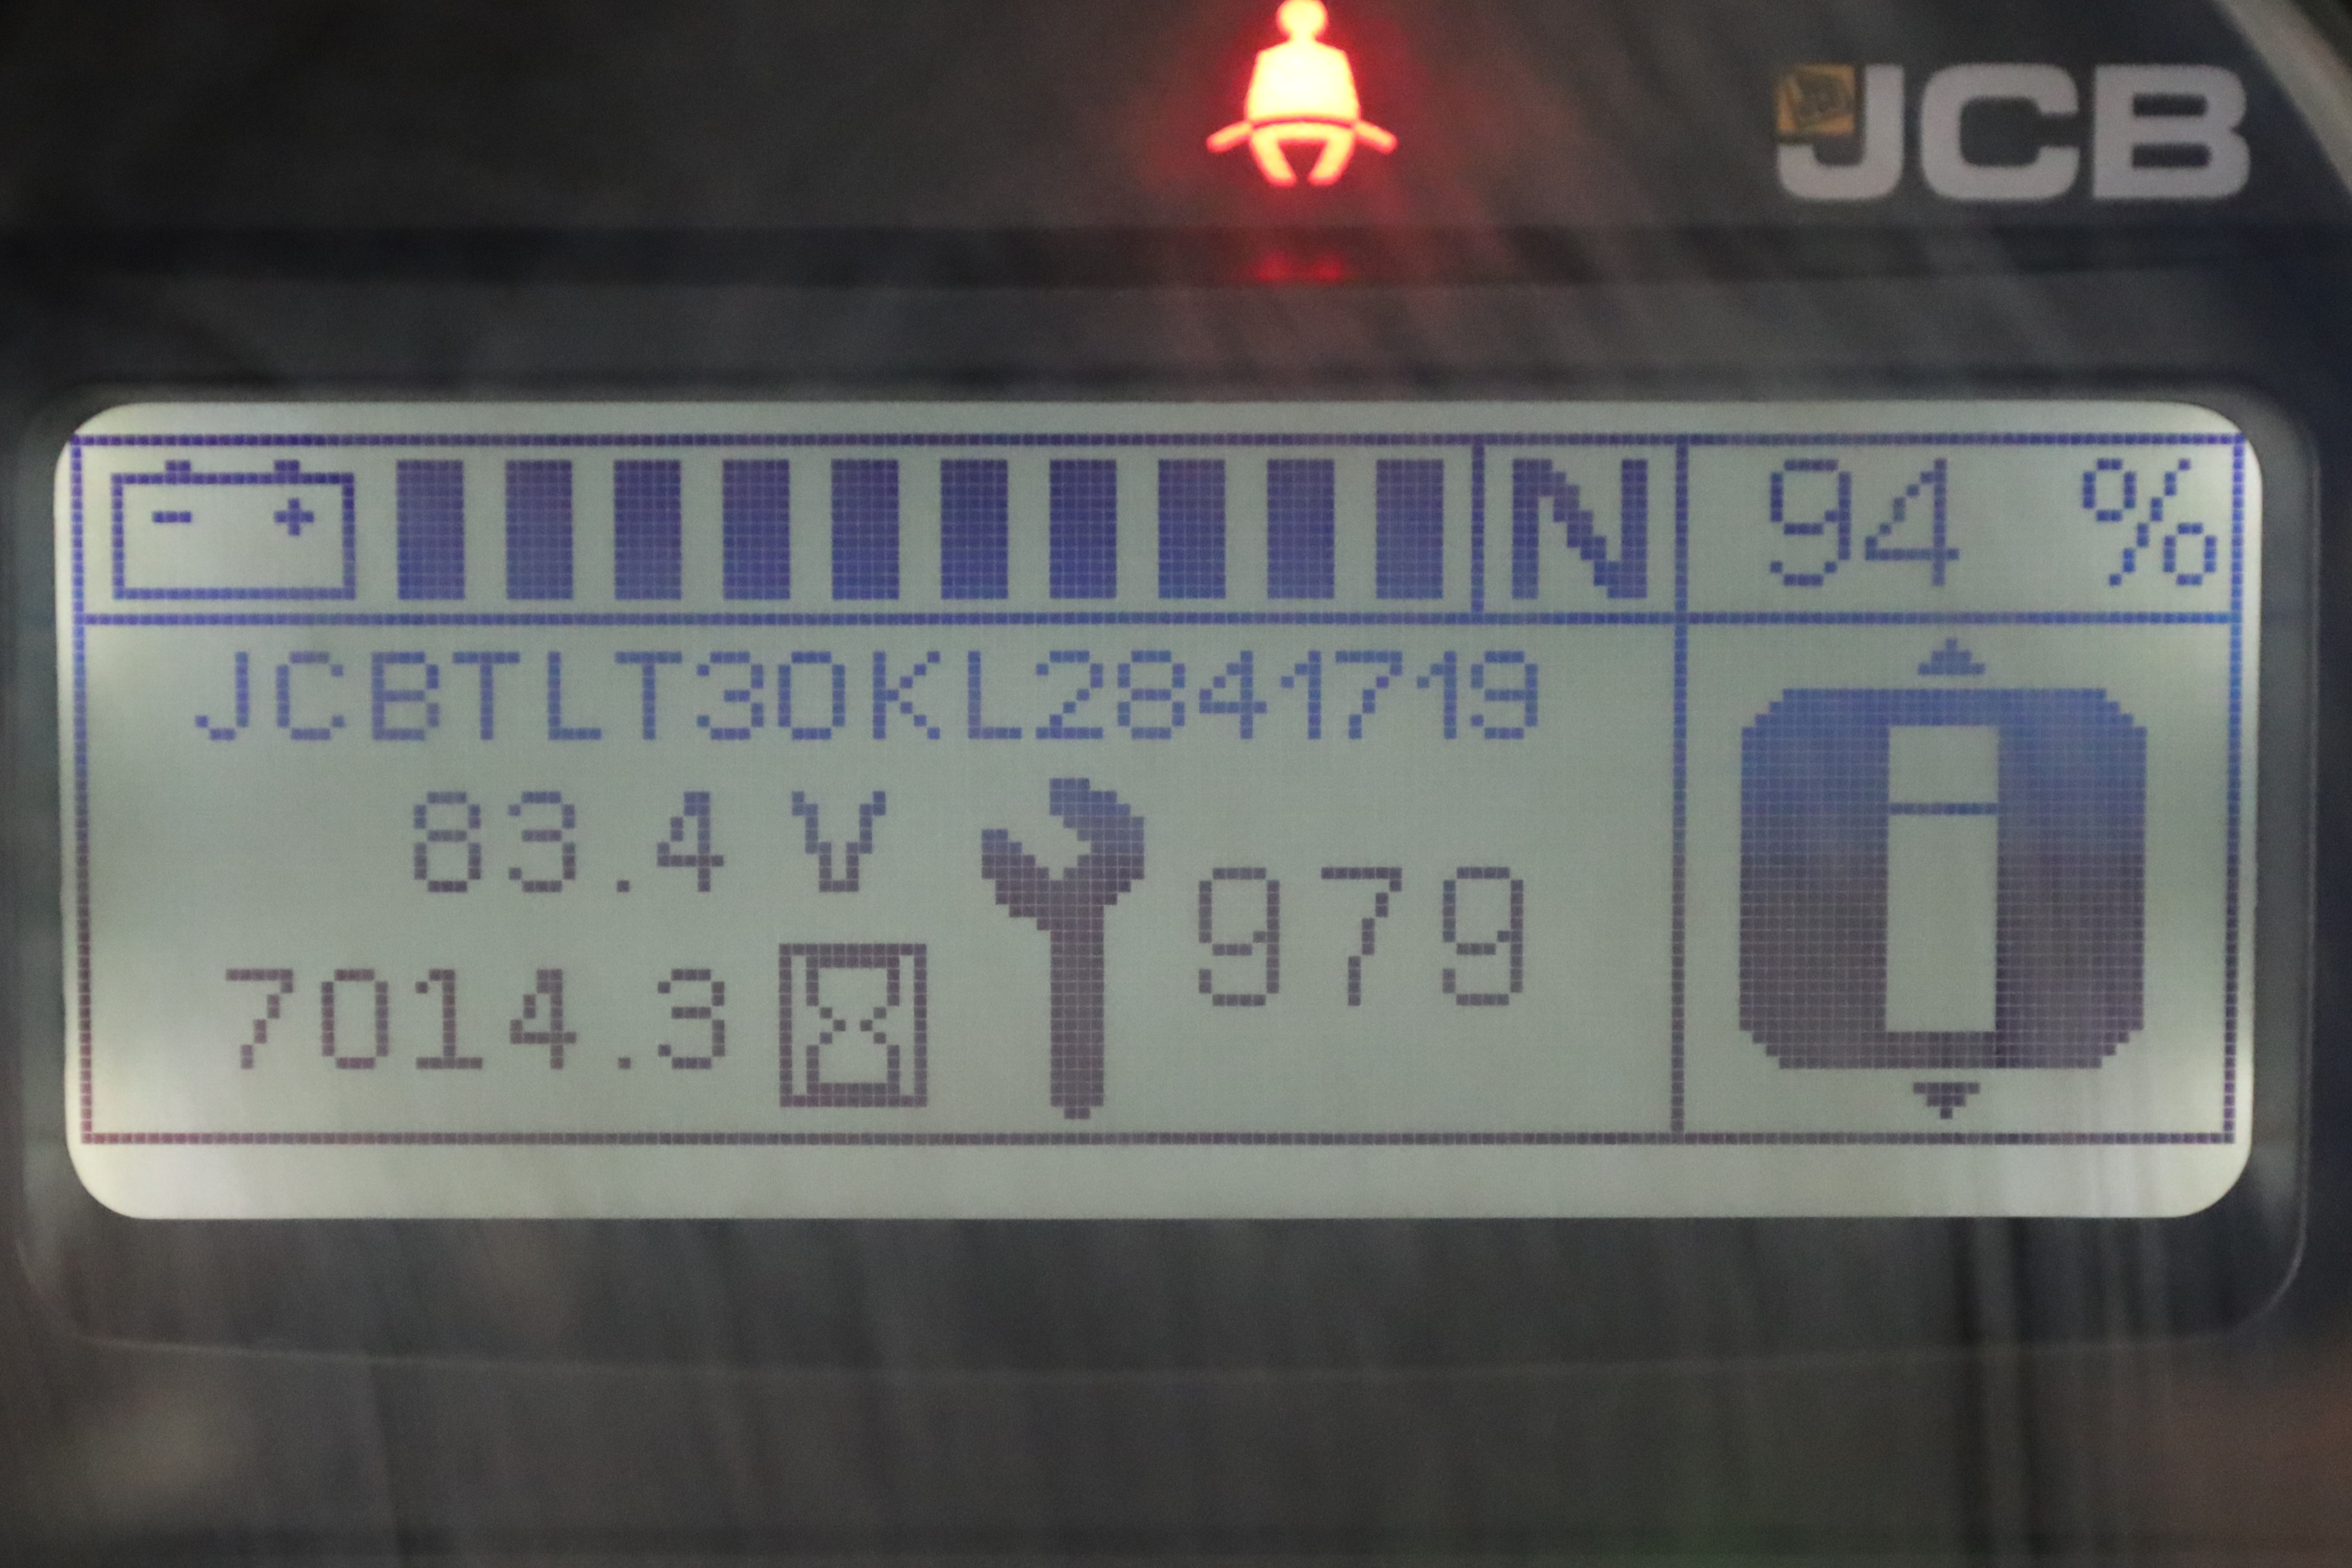 JCB
- + N 94 %
JCBTLT30KL2841719
83.4 V
979
7014.3
i